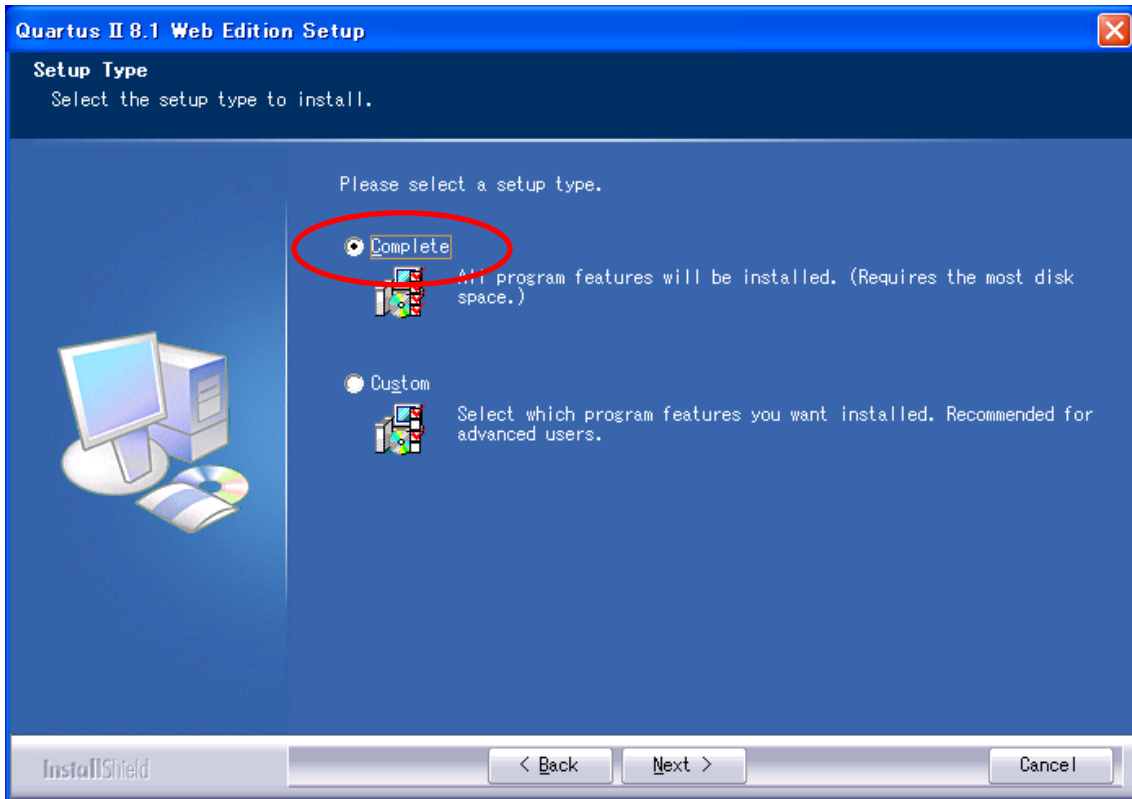 Quartus II 8.1 Web Edition Setup
Setup Type
Select the setup type to install.
Please select a setup type.
Complete
All program features will be installed. (Requires the most disk
space.)
Custom
Select which program features you want installed. Recommended for
advanced users.
InstallShield
< Back
Next >
Cancel